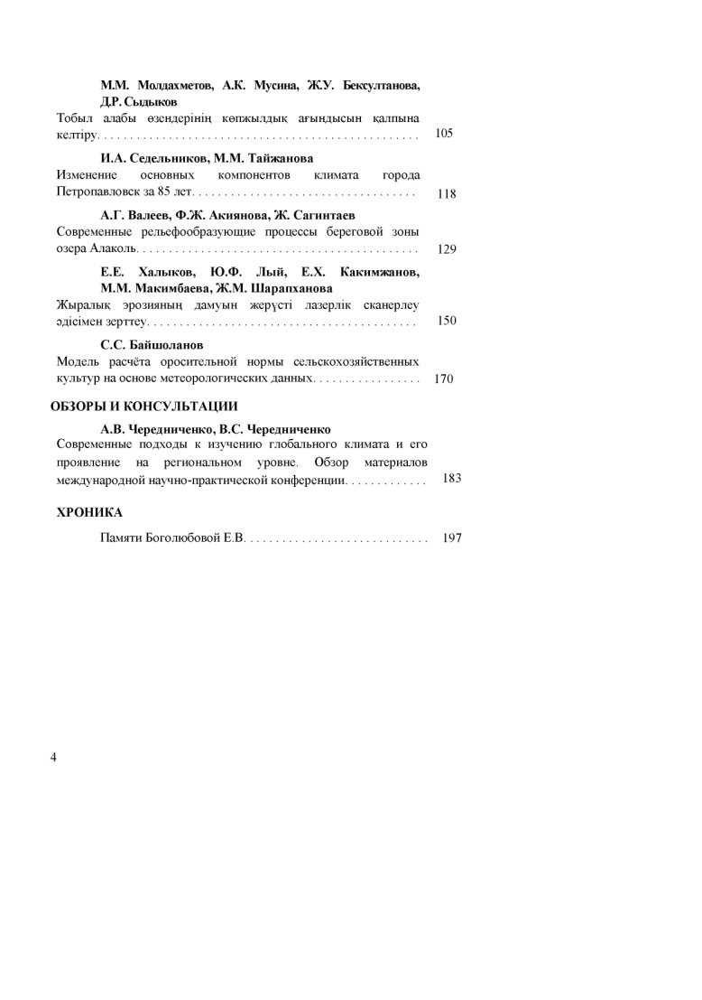 М.М. Молдахметов, А.К. Мусина, Ж.У. Бексултанова,
Д.Р. Сыдыков
Тобыл алабы өзендерінің көпжылдық ағындысын қалпына
келтіру. . . . . . . . . . . . . . . . . . . . . . . . . . . . . . . . . . . . . . . . . . . . . . . . . . 105
И.А. Седельников, М.М. Тайжанова
Изменение основных компонентов климата города
Петропавловск за 85 лет. . . . . . . . . . . . . . . . . . . . . . . . . . . . . . . . . . 118
А.Г. Валеев, Ф.Ж. Акиянова, Ж. Сагинтаев
Современные рельефообразующие процессы береговой зоны
озера Алаколь. . . . . . . . . . . . . . . . . . . . . . . . . . . . . . . . . . . . . . . . . . . 129
Е.Е. Халыков, Ю.Ф. Лый, Е.Х. Какимжанов,
М.М. Макимбаева, Ж.М. Шарапханова
Жыралық эрозияның дамуын жерүсті лазерлік сканерлеу
әдісімен зерттеу. . . . . . . . . . . . . . . . . . . . . . . . . . . . . . . . . . . . . . . . . 150
С.С. Байшоланов
Модель расчёта оросительной нормы сельскохозяйственных
культур на основе метеорологических данных. . . . . . . . . . . . . . . . . 170
ОБЗОРЫ И КОНСУЛЬТАЦИИ
А.В. Чередниченко, В.С. Чередниченко
Современные подходы к изучению глобального климата и его
проявление на региональном уровне. Обзор материалов
международной научно-практической конференции. . . . . . . . . . . . . 183
ХРОНИКА
Памяти Боголюбовой Е.В. . . . . . . . . . . . . . . . . . . . . . . . . . . . 197
4